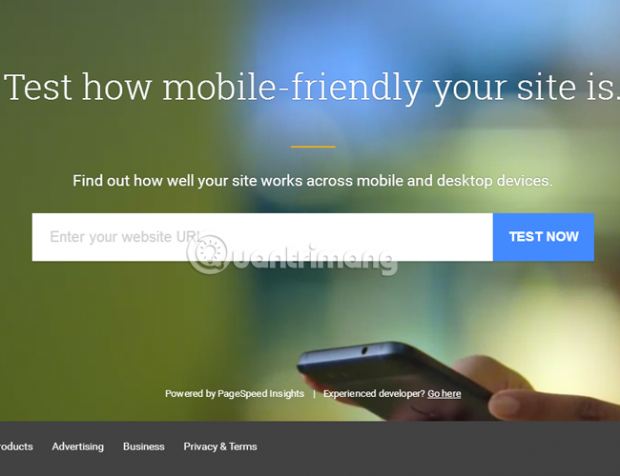 Test how mobile-friendly your site is.
Find out how well your site works across mobile and desktop devices.
Enter your website URL
TEST NOW
Quantrimang
Powered by PageSpeed Insights | Experienced developer? Go here
roducts Advertising Business Privacy & Terms